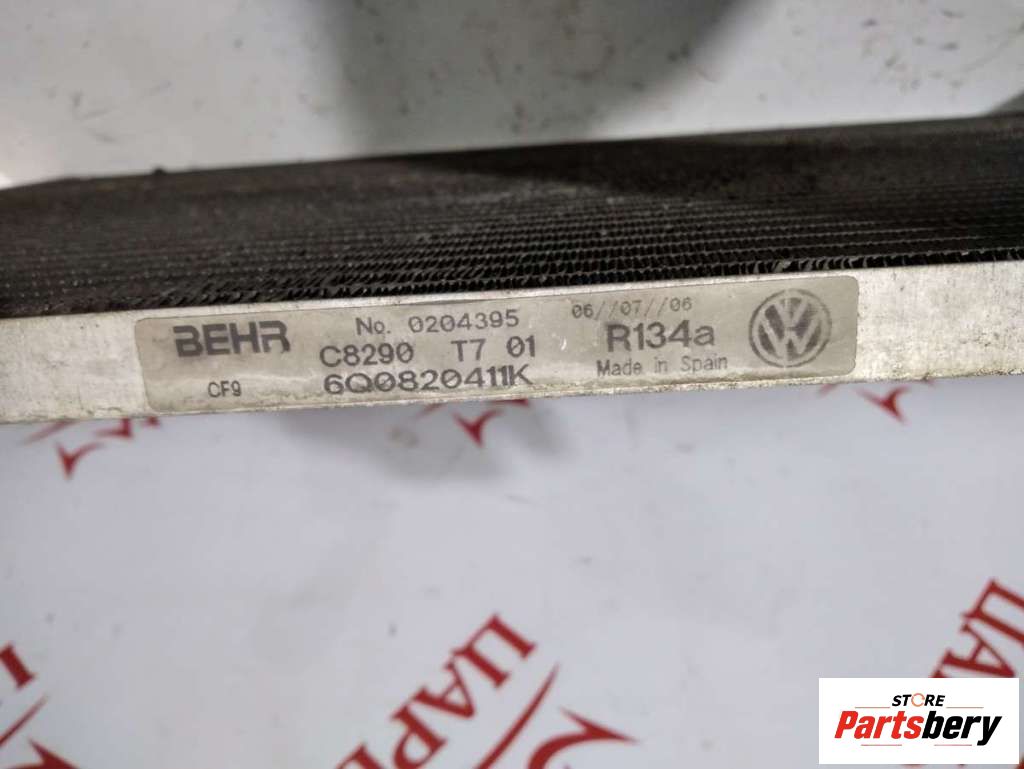 BEHR
No. 0204395
06//07//06
C8290 T7 01
R134a
CF9
6Q0820411K
Made in Spain
STORE
Partsbery